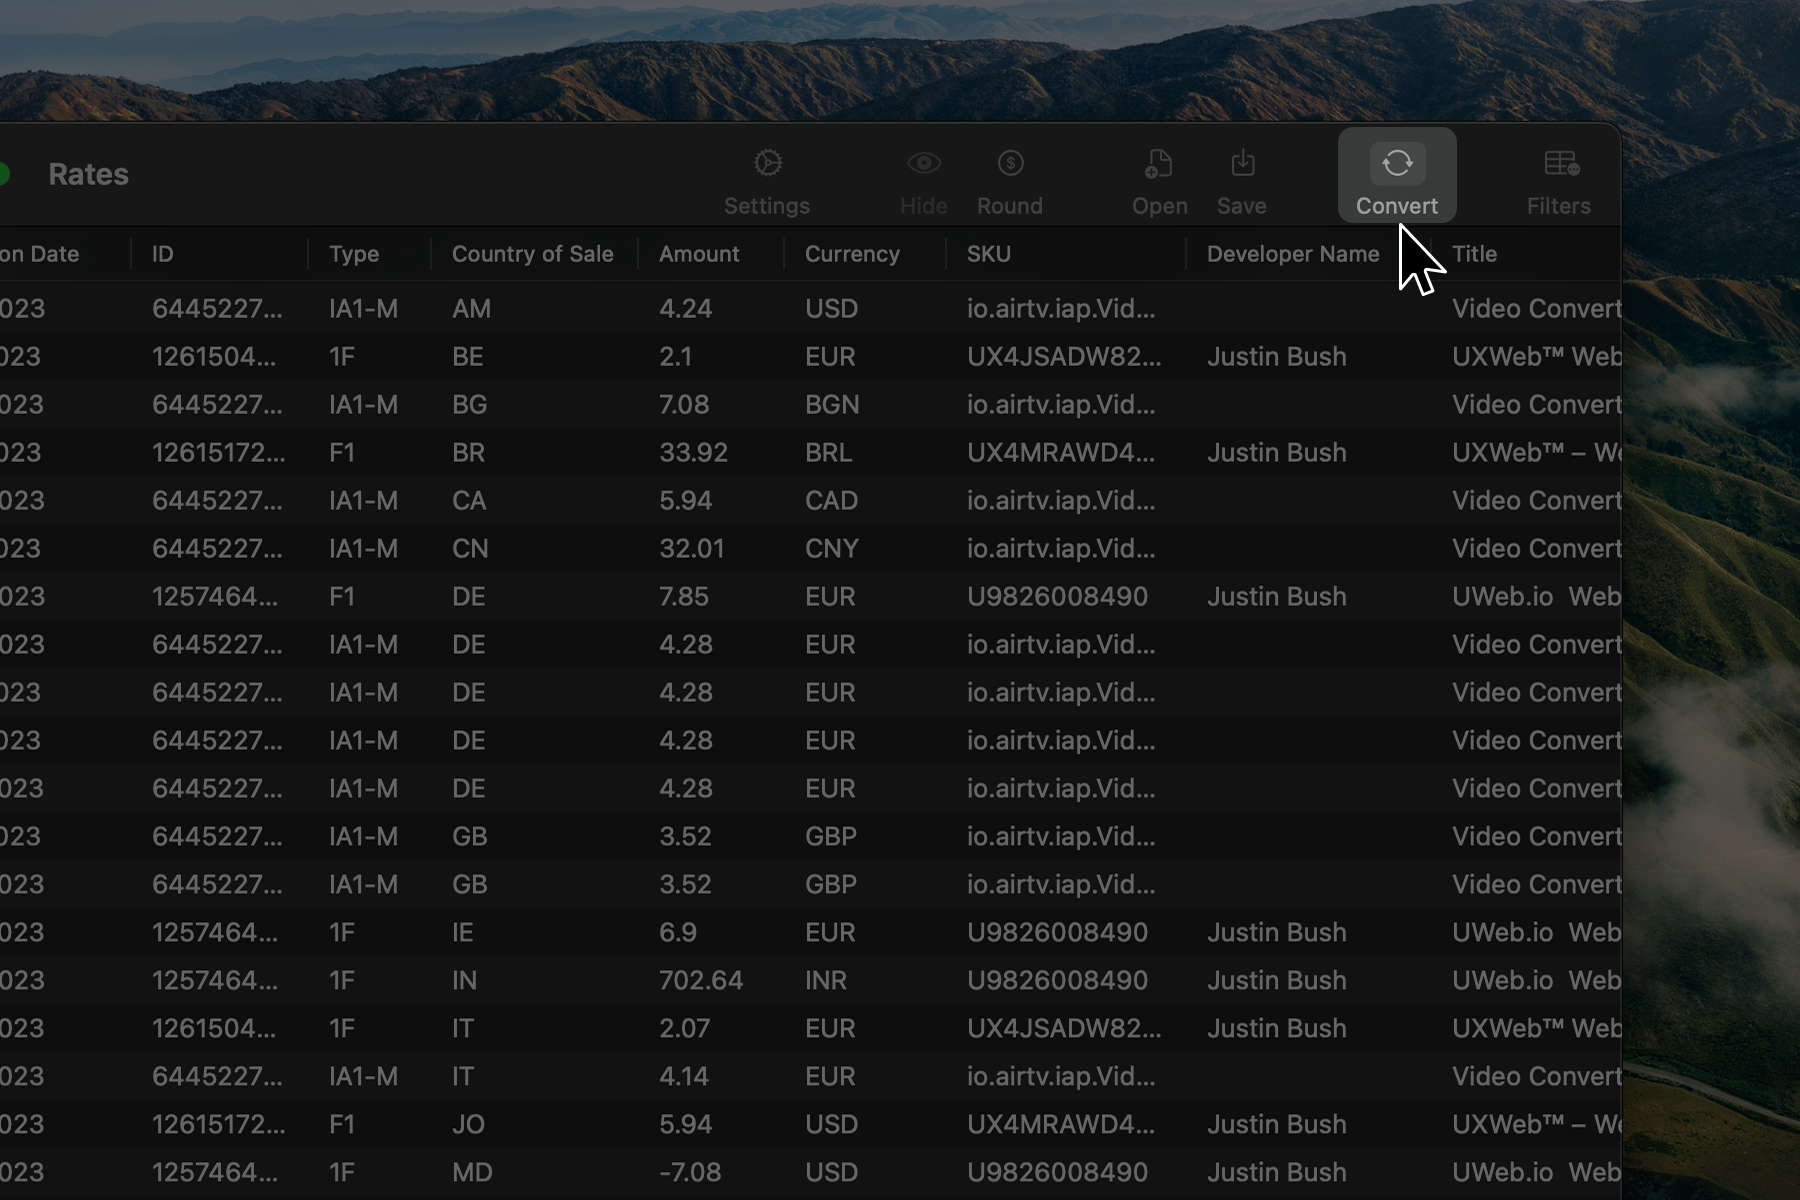 Rates
Settings Hide Round Open Save Convert Filters
on Date ID Type Country of Sale Amount Currency SKU Developer Name Title
023 6445227... IA1-M AM 4.24 USD io.airtv.iap.Vid... Video Convert
023 1261504... 1F BE 2.1 EUR UX4JSADW82... Justin Bush UXWeb™ Web
023 6445227... IA1-M BG 7.08 BGN io.airtv.iap.Vid... Video Convert
023 12615172... F1 BR 33.92 BRL UX4MRAWD4... Justin Bush UXWeb™ – We
023 6445227... IA1-M CA 5.94 CAD io.airtv.iap.Vid... Video Convert
023 6445227... IA1-M CN 32.01 CNY io.airtv.iap.Vid... Video Convert
023 1257464... F1 DE 7.85 EUR U9826008490 Justin Bush UWeb.io Web
023 6445227... IA1-M DE 4.28 EUR io.airtv.iap.Vid... Video Convert
023 6445227... IA1-M DE 4.28 EUR io.airtv.iap.Vid... Video Convert
023 6445227... IA1-M DE 4.28 EUR io.airtv.iap.Vid... Video Convert
023 6445227... IA1-M DE 4.28 EUR io.airtv.iap.Vid... Video Convert
023 6445227... IA1-M GB 3.52 GBP io.airtv.iap.Vid... Video Convert
023 6445227... IA1-M GB 3.52 GBP io.airtv.iap.Vid... Video Convert
023 1257464... 1F IE 6.9 EUR U9826008490 Justin Bush UWeb.io Web
023 1257464... 1F IN 702.64 INR U9826008490 Justin Bush UWeb.io Web
023 1261504... 1F IT 2.07 EUR UX4JSADW82... Justin Bush UXWeb™ Web
023 6445227... IA1-M IT 4.14 EUR io.airtv.iap.Vid... Video Convert
023 12615172... F1 JO 5.94 USD UX4MRAWD4... Justin Bush UXWeb™ – We
023 1257464... 1F MD -7.08 USD U9826008490 Justin Bush UWeb.io Web